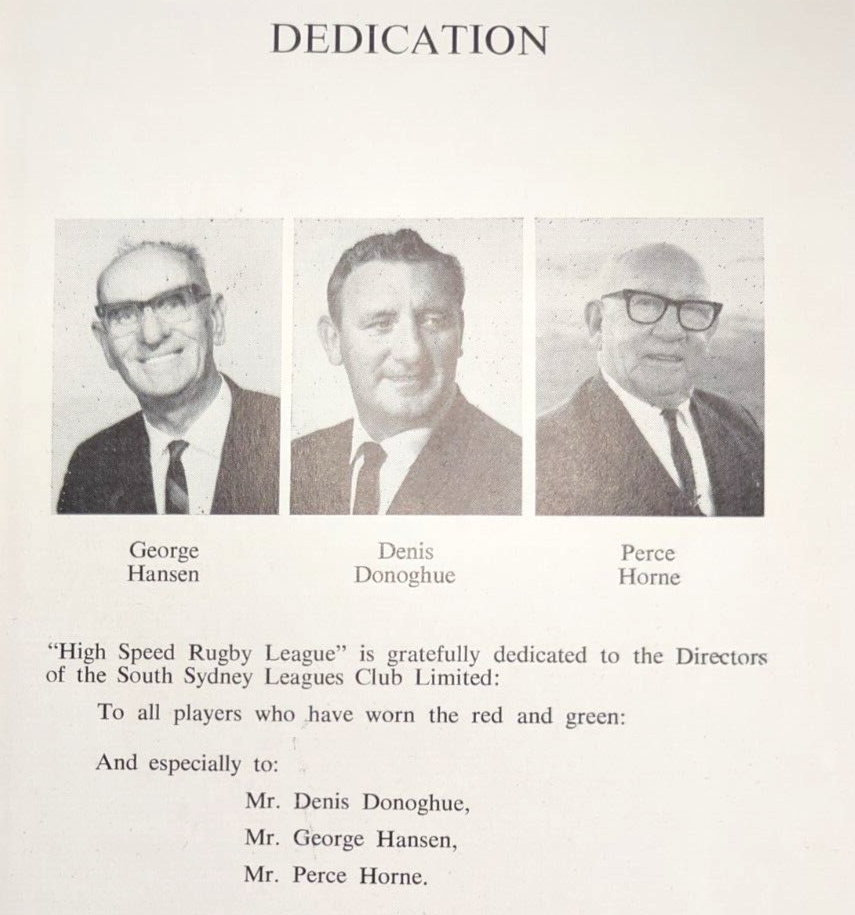 DEDICATION
George
Hansen
Denis
Donoghue
Perce
Horne
“High Speed Rugby League” is gratefully dedicated to the Directors
of the South Sydney Leagues Club Limited:
To all players who have worn the red and green:
And especially to:
Mr. Denis Donoghue,
Mr. George Hansen,
Mr. Perce Horne.